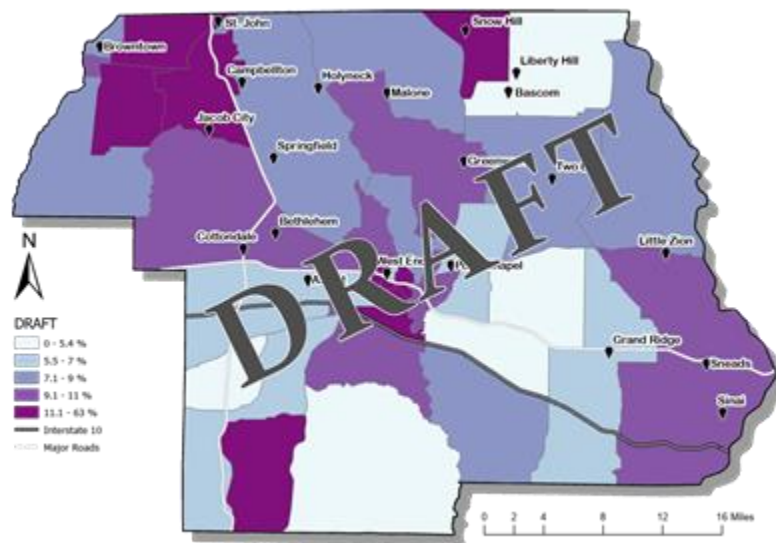 St. John
Snow Hill
Browntown
Liberty Hill
Campbellton
Holyneck
Malone
Bascom
Jacob City
Springfield
Bethlehem
Cottondale
Little Zion
West End
N
Grand Ridge
Sneads
Sinai
DRAFT
DRAFT
0 - 5.4 %
5.5 - 7 %
7.1 - 9 %
9.1 - 11 %
11.1 - 63 %
Interstate 10
Major Roads
0 2 4 8 12 16 Miles